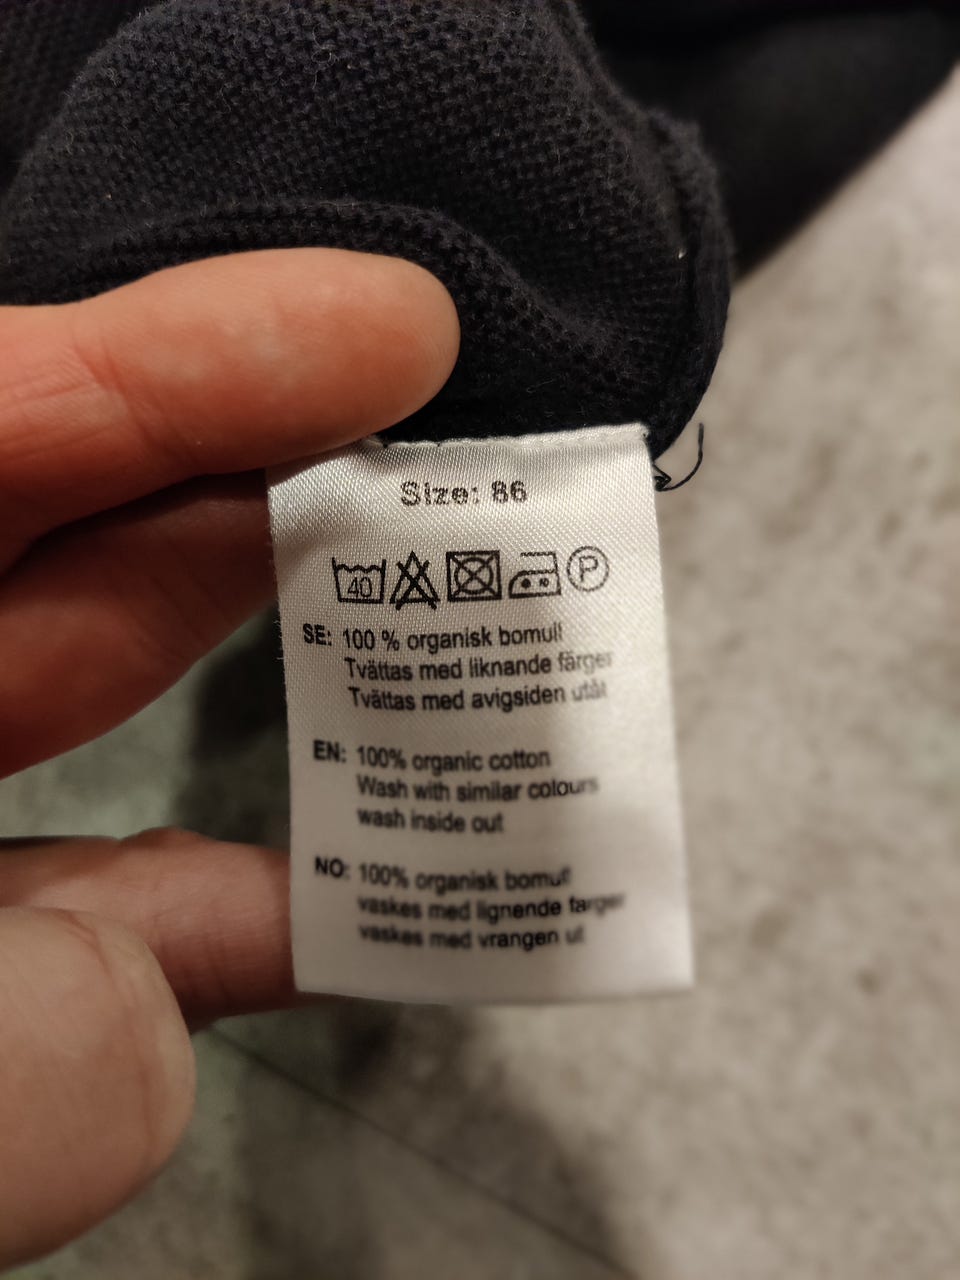 Size: 86
40 P
SE: 100 % organisk bomull
Tvättas med liknande färger
Tvättas med avigsiden utåt
EN: 100% organic cotton
Wash with similar colours
wash inside out
NO: 100% organisk bomull
vaskes med lignende farger
vaskes med vrangen ut